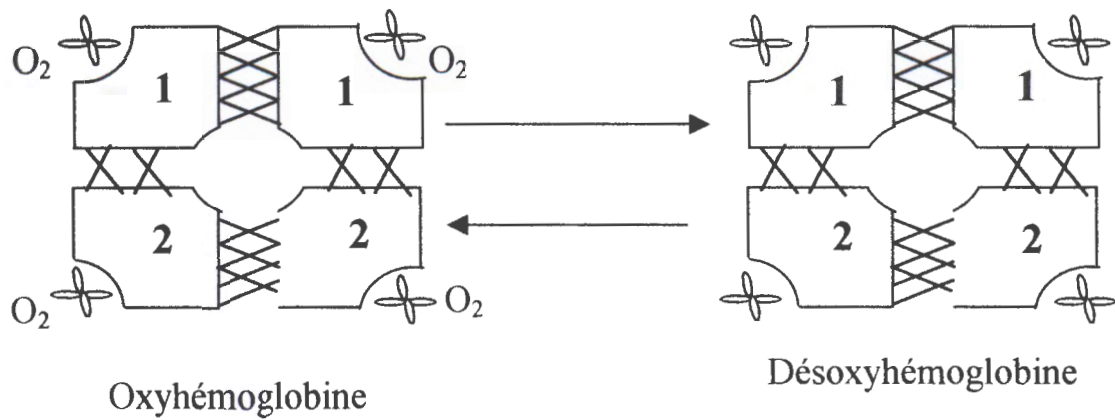 O₂ 1 1 O₂ 1 1
2 2 2 2
O₂ O₂
Oxyhémoglobine Désoxyhémoglobine